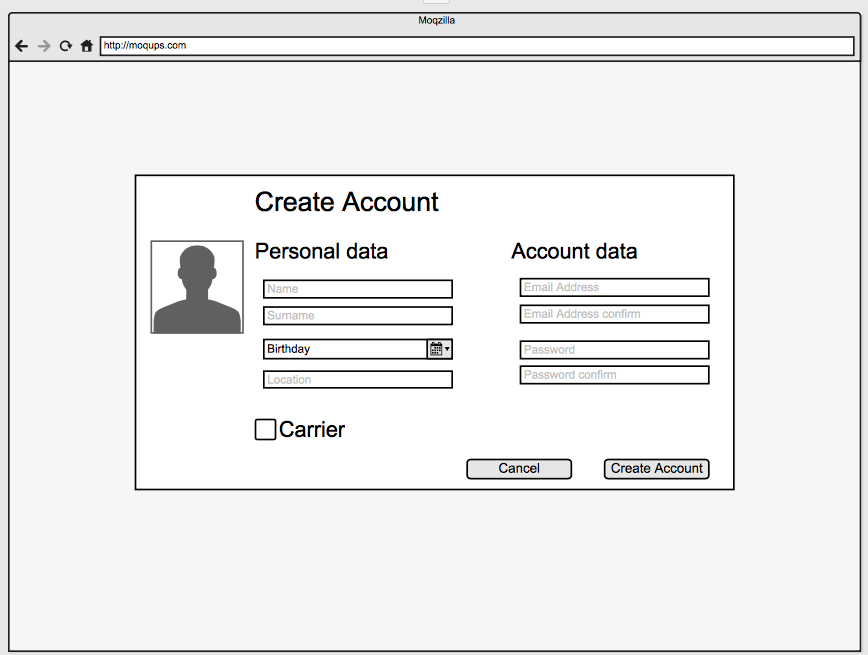 Moqzilla
http://moqups.com
Create Account
Personal data
Name
Surname
Birthday
Location
Carrier
Account data
Email Address
Email Address confirm
Password
Password confirm
Cancel
Create Account